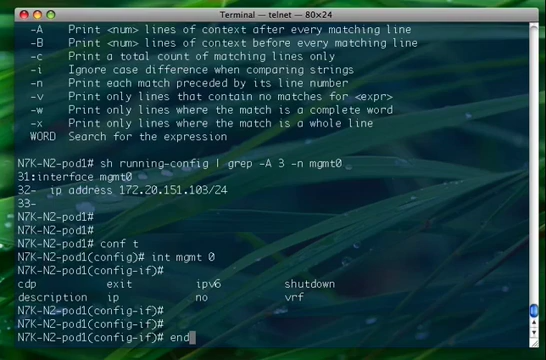 Terminal — telnet — 80×24
-A   Print <num> lines of context after every matching line
-B   Print <num> lines of context before every matching line
-c   Print a total count of matching lines only
-i   Ignore case difference when comparing strings
-n   Print each match preceded by its line number
-v   Print only lines that contain no matches for <expr>
-w   Print only lines where the match is a complete word
-x   Print only lines where the match is a whole line
WORD  Search for the expression
N7K-N2-pod1# sh running-config | grep -A 3 -n mgmt0
31:interface mgmt0
32-  ip address 172.20.151.103/24
33-
N7K-N2-pod1#
N7K-N2-pod1#
N7K-N2-pod1# conf t
N7K-N2-pod1(config)# int mgmt 0
N7K-N2-pod1(config-if)#
cdp          exit         ipv6         shutdown
description  ip           no           vrf
N7K-N2-pod1(config-if)#
N7K-N2-pod1(config-if)#
N7K-N2-pod1(config-if)# end